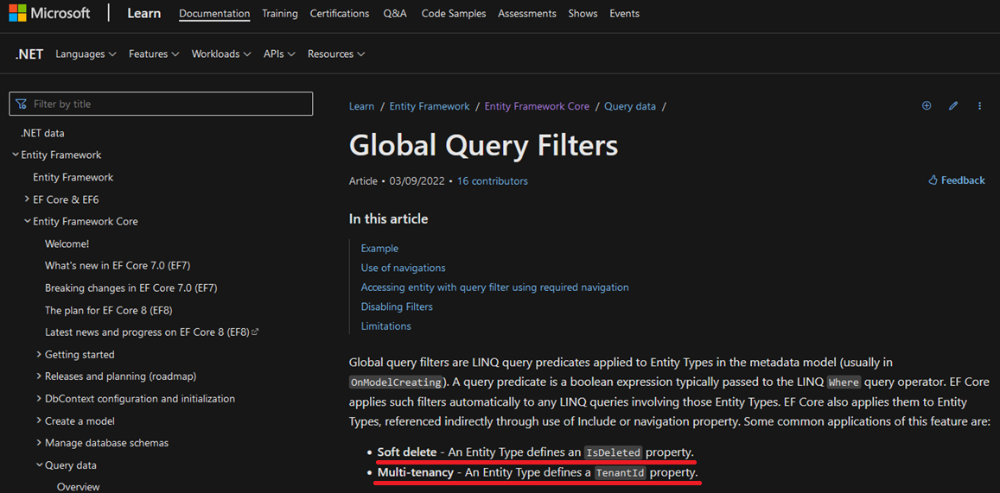 Microsoft Learn Documentation Training Certifications Q&A Code Samples Assessments Shows Events
.NET Languages Features Workloads APIs Resources
Filter by title
.NET data
Entity Framework
Entity Framework
EF Core & EF6
Entity Framework Core
Welcome!
What's new in EF Core 7.0 (EF7)
Breaking changes in EF Core 7.0 (EF7)
The plan for EF Core 8 (EF8)
Latest news and progress on EF Core 8 (EF8)
Getting started
Releases and planning (roadmap)
DbContext configuration and initialization
Create a model
Manage database schemas
Query data
Overview
Learn / Entity Framework / Entity Framework Core / Query data /
Global Query Filters
Article • 03/09/2022 • 16 contributors
Feedback
In this article
Example
Use of navigations
Accessing entity with query filter using required navigation
Disabling Filters
Limitations
Global query filters are LINQ query predicates applied to Entity Types in the metadata model (usually in
OnModelCreating). A query predicate is a boolean expression typically passed to the LINQ Where query operator. EF Core
applies such filters automatically to any LINQ queries involving those Entity Types. EF Core also applies them to Entity
Types, referenced indirectly through use of Include or navigation property. Some common applications of this feature are:
• Soft delete - An Entity Type defines an IsDeleted property.
• Multi-tenancy - An Entity Type defines a TenantId property.